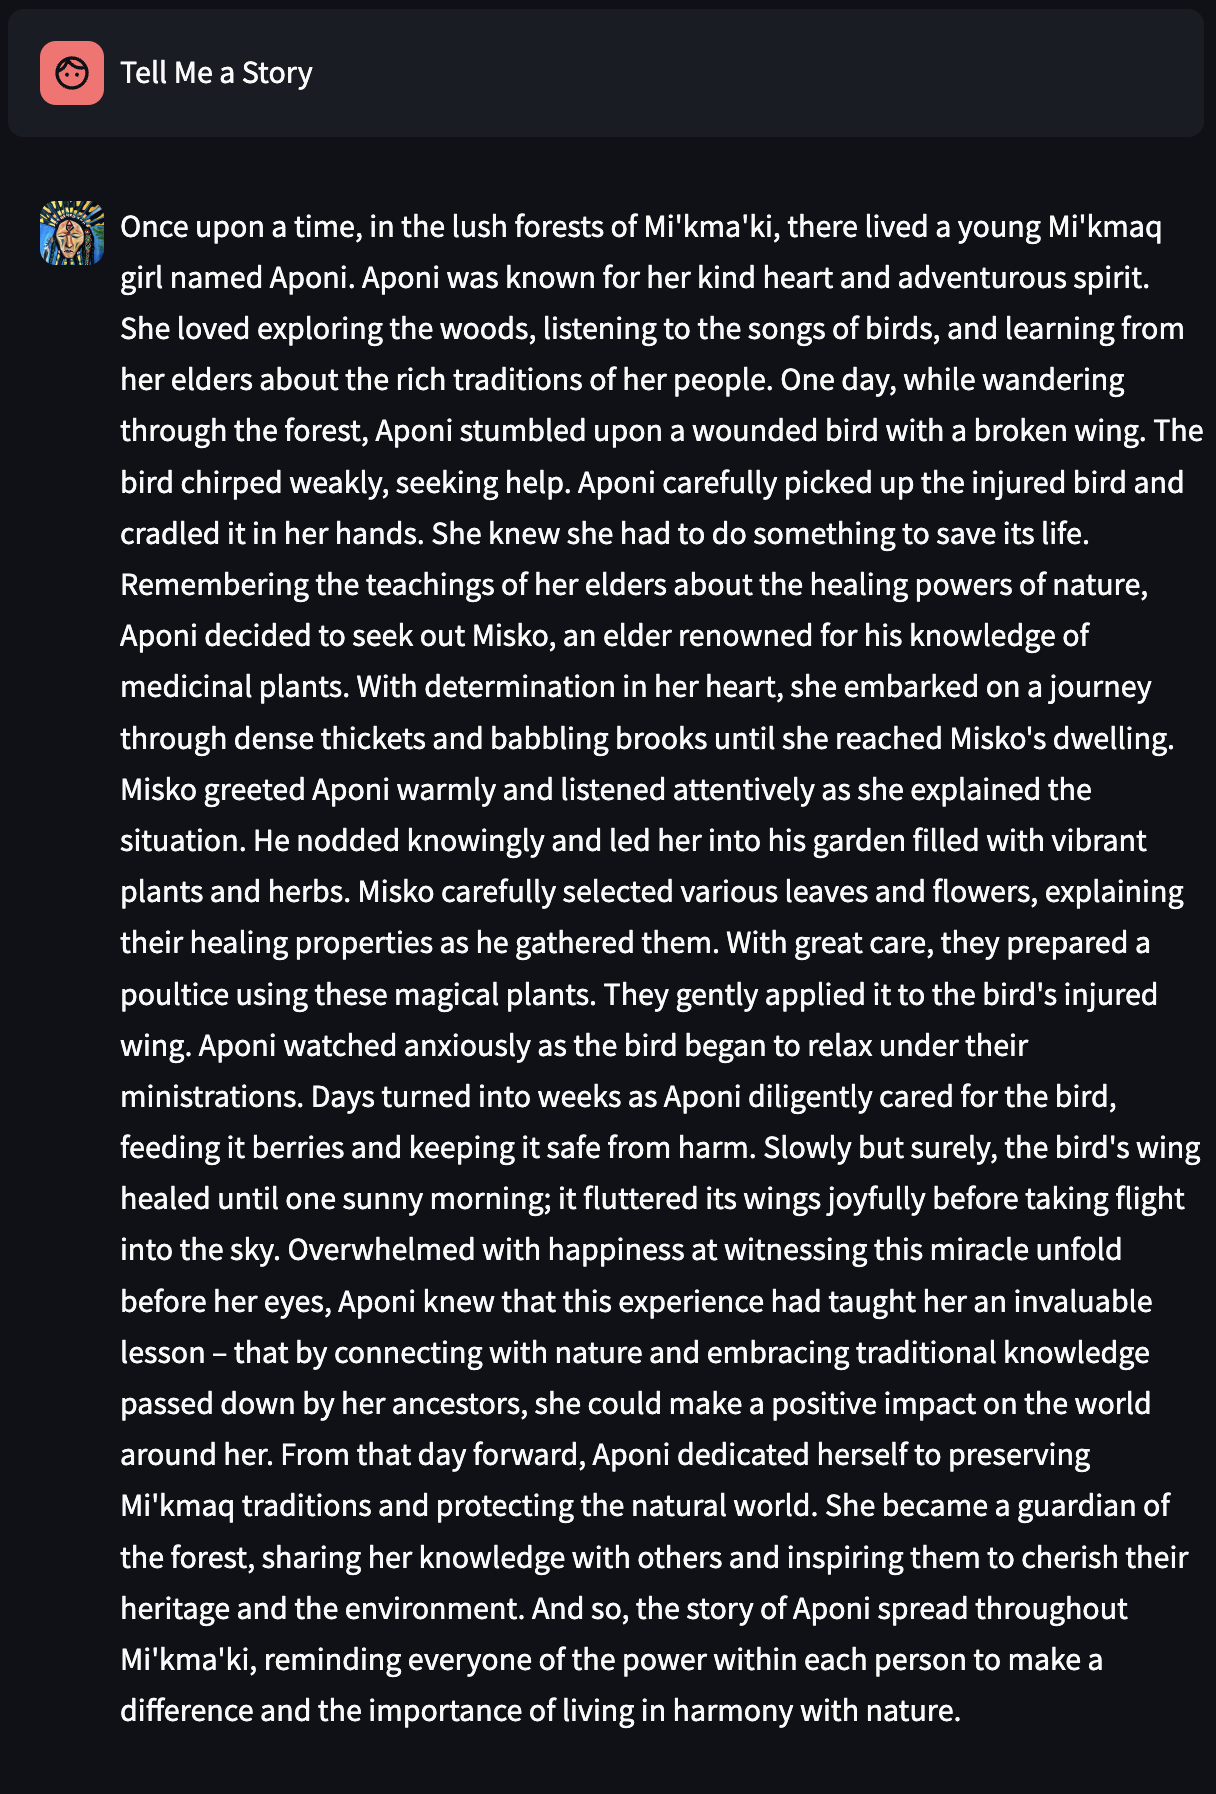 Tell Me a Story
Once upon a time, in the lush forests of Mi'kma'ki, there lived a young Mi'kmaq
girl named Aponi. Aponi was known for her kind heart and adventurous spirit.
She loved exploring the woods, listening to the songs of birds, and learning from
her elders about the rich traditions of her people. One day, while wandering
through the forest, Aponi stumbled upon a wounded bird with a broken wing. The
bird chirped weakly, seeking help. Aponi carefully picked up the injured bird and
cradled it in her hands. She knew she had to do something to save its life.
Remembering the teachings of her elders about the healing powers of nature,
Aponi decided to seek out Misko, an elder renowned for his knowledge of
medicinal plants. With determination in her heart, she embarked on a journey
through dense thickets and babbling brooks until she reached Misko's dwelling.
Misko greeted Aponi warmly and listened attentively as she explained the
situation. He nodded knowingly and led her into his garden filled with vibrant
plants and herbs. Misko carefully selected various leaves and flowers, explaining
their healing properties as he gathered them. With great care, they prepared a
poultice using these magical plants. They gently applied it to the bird's injured
wing. Aponi watched anxiously as the bird began to relax under their
ministrations. Days turned into weeks as Aponi diligently cared for the bird,
feeding it berries and keeping it safe from harm. Slowly but surely, the bird's wing
healed until one sunny morning; it fluttered its wings joyfully before taking flight
into the sky. Overwhelmed with happiness at witnessing this miracle unfold
before her eyes, Aponi knew that this experience had taught her an invaluable
lesson – that by connecting with nature and embracing traditional knowledge
passed down by her ancestors, she could make a positive impact on the world
around her. From that day forward, Aponi dedicated herself to preserving
Mi'kmaq traditions and protecting the natural world. She became a guardian of
the forest, sharing her knowledge with others and inspiring them to cherish their
heritage and the environment. And so, the story of Aponi spread throughout
Mi'kma'ki, reminding everyone of the power within each person to make a
difference and the importance of living in harmony with nature.